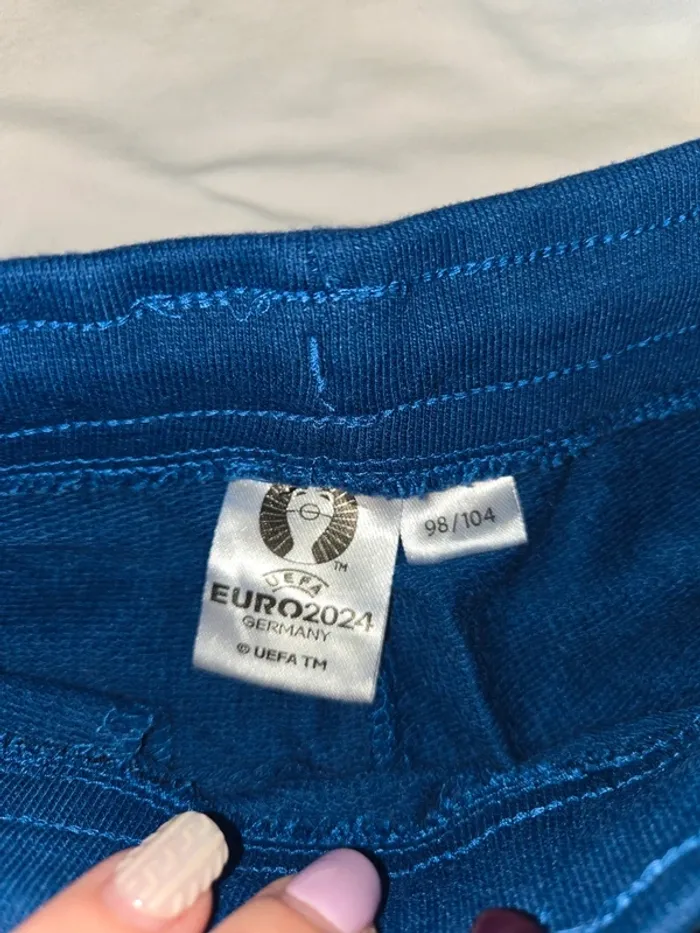 TM
UEFA
EURO2024
GERMANY
© UEFA TM
98/104